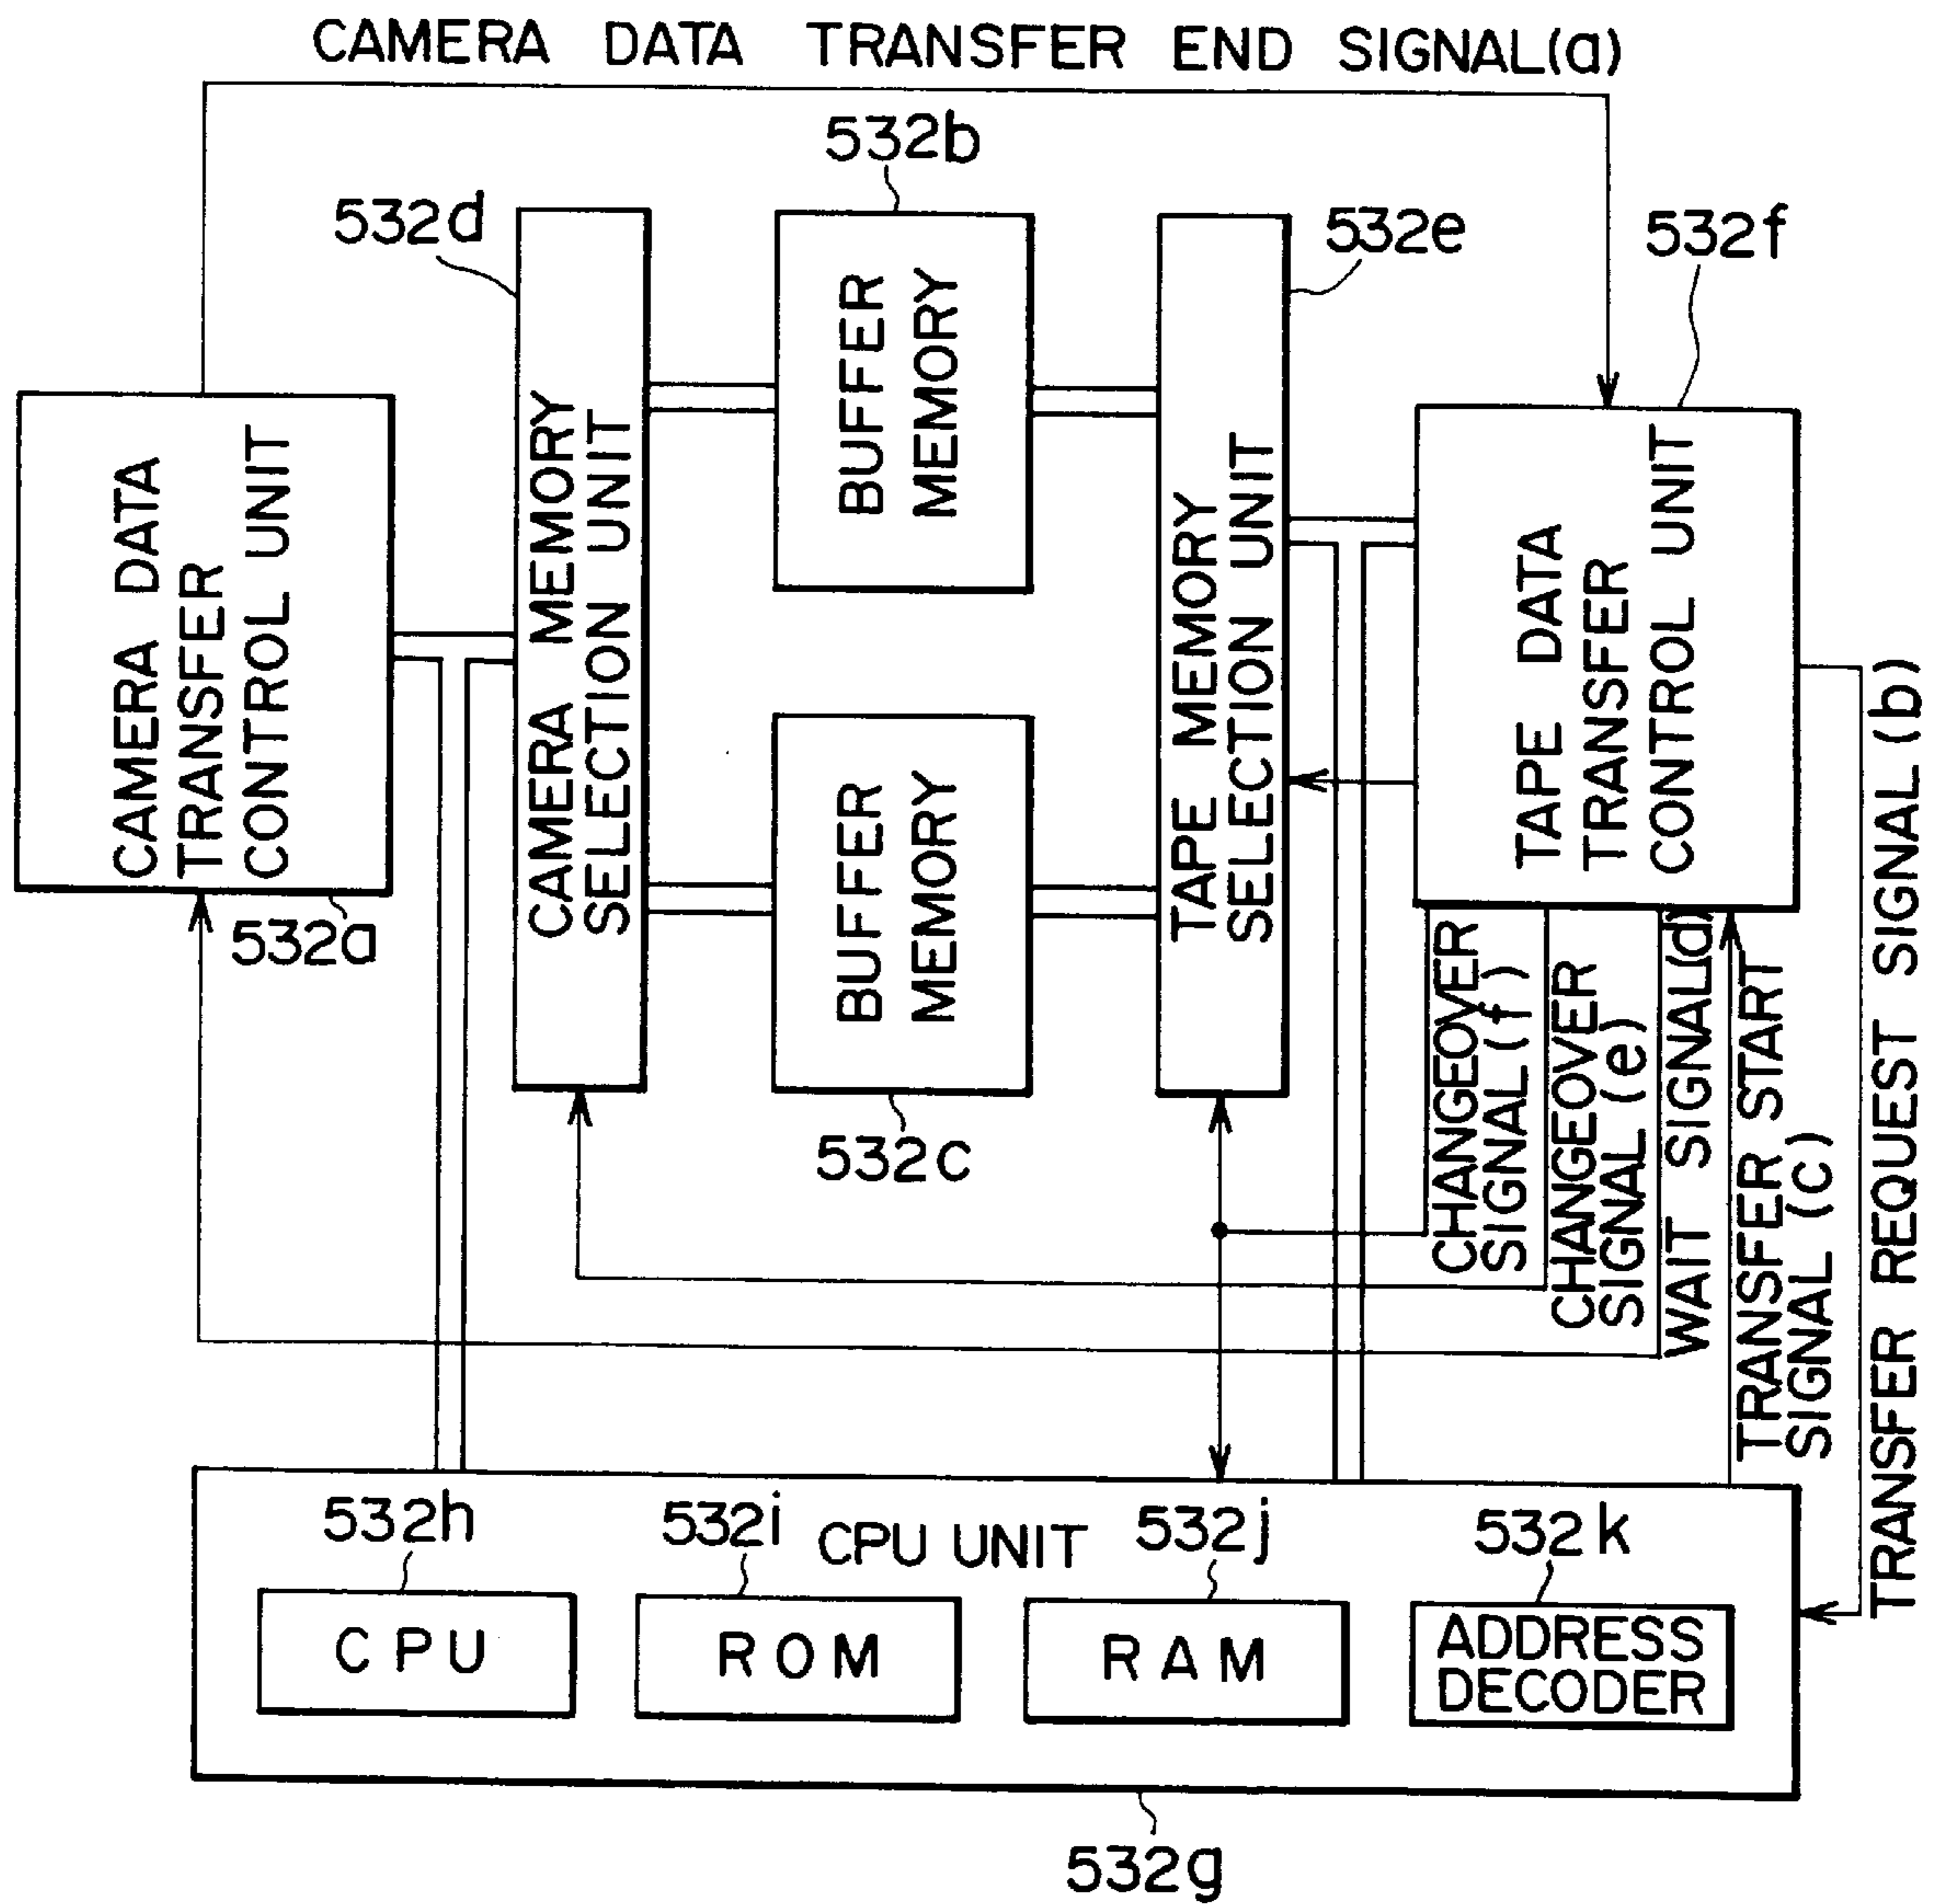 CAMERA DATA TRANSFER END SIGNAL(a)
532b
532d
532e
532f
CAMERA DATA
TRANSFER
CONTROL UNIT
532a
CAMERA MEMORY
SELECTION UNIT
BUFFER
MEMORY
BUFFER
MEMORY
532c
TAPE MEMORY
SELECTION UNIT
TAPE DATA
TRANSFER
CONTROL UNIT
CHANGEOVER
SIGNAL(f)
CHANGEOVER
SIGNAL(e)
WAIT SIGNAL(d)
TRANSFER START
SIGNAL (c)
TRANSFER REQUEST SIGNAL(b)
532h
532i
CPU UNIT
532j
532k
CPU
ROM
RAM
ADDRESS
DECODER
532g